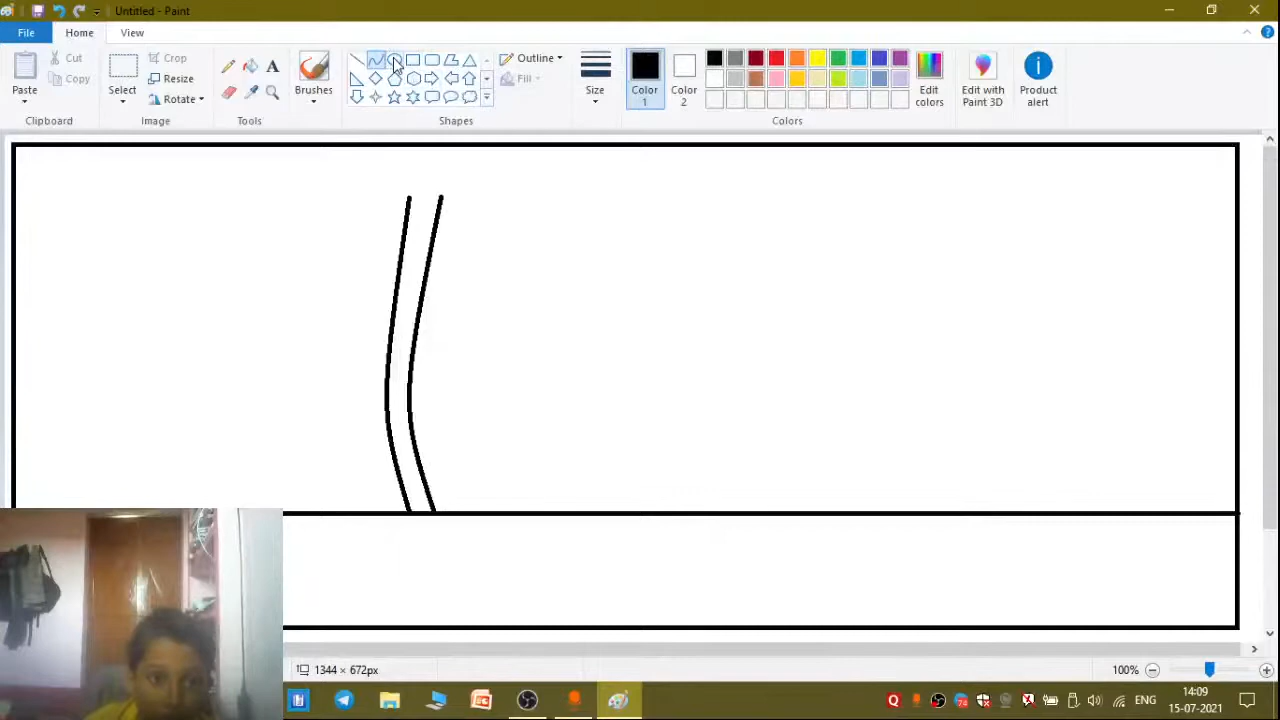 Untitled - Paint
File Home View
Paste
Cut
Copy
Clipboard
Select
Crop
Resize
Rotate
Image
A
Tools
Brushes
Shapes
Outline
Fill
Size
Color 1
Color 2
Edit colors
Colors
Edit with Paint 3D
Product alert
1344 × 672px
100%
74
ENG
14:09
15-07-2021